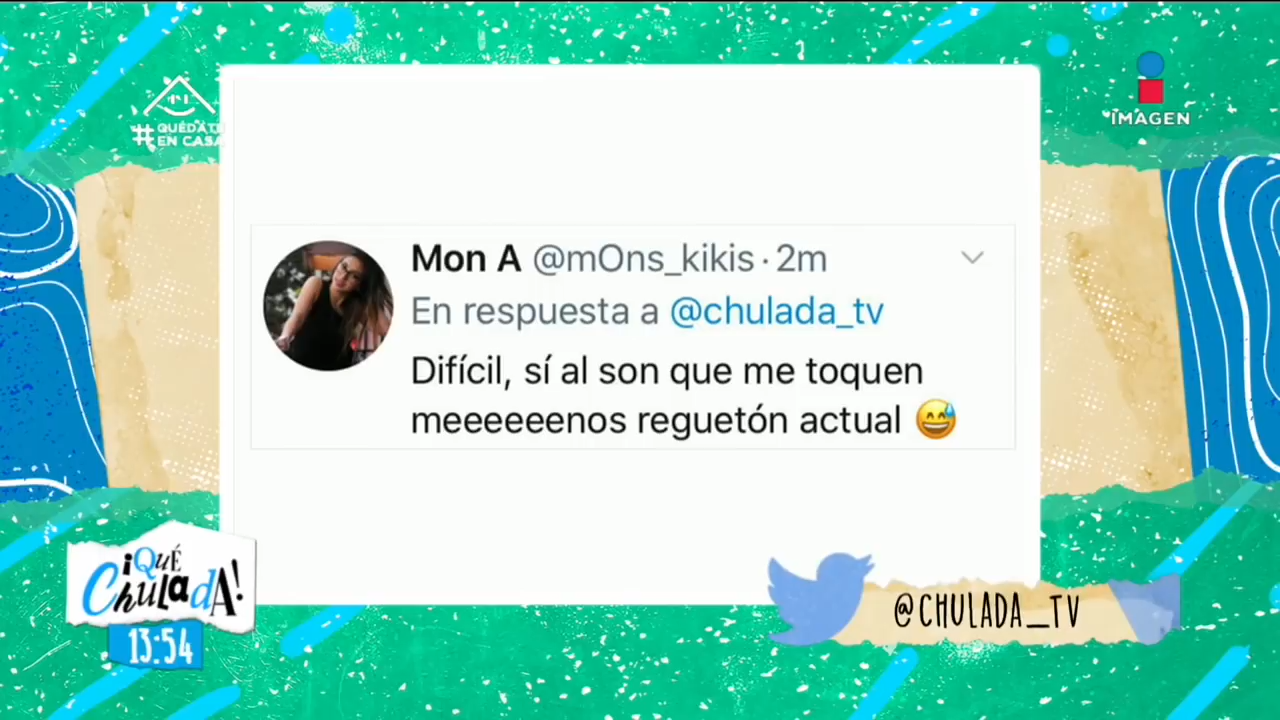 #QUÉDATE
EN CASA
IMAGEN
Mon A @mOns_kikis · 2m
En respuesta a @chulada_tv
Difícil, sí al son que me toquen
meeeeeenos reguetón actual 😅
¡QUÉ
CHULADA!
13:54
@CHULADA_TV